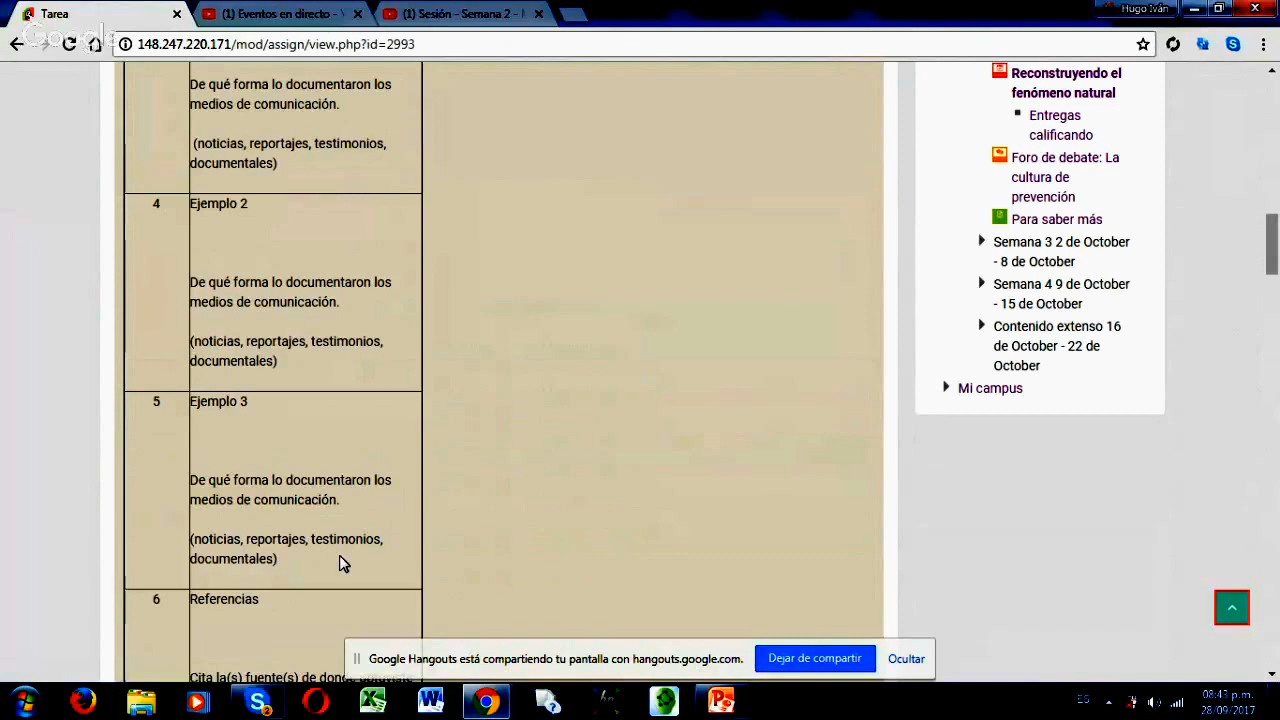 Tarea
(1) Eventos en directo - Y
(1) Sesión - Semana 2 - M
Hugo Iván
Google
148.247.220.171/mod/assign/view.php?id=2993
De qué forma lo documentaron los
medios de comunicación.
(noticias, reportajes, testimonios,
documentales)
4
Ejemplo 2
De qué forma lo documentaron los
medios de comunicación.
(noticias, reportajes, testimonios,
documentales)
5
Ejemplo 3
De qué forma lo documentaron los
medios de comunicación.
(noticias, reportajes, testimonios,
documentales)
6
Referencias
Cita la(s) fuente(s) de donde
Reconstruyendo el
fenómeno natural
Entregas
calificando
Foro de debate: La
cultura de
prevención
Para saber más
Semana 3 2 de October
- 8 de October
Semana 4 9 de October
- 15 de October
Contenido extenso 16
de October - 22 de
October
Mi campus
Google Hangouts está compartiendo tu pantalla con hangouts.google.com.
Dejar de compartir
Ocultar
ES
08:43 p.m.
28/09/2017